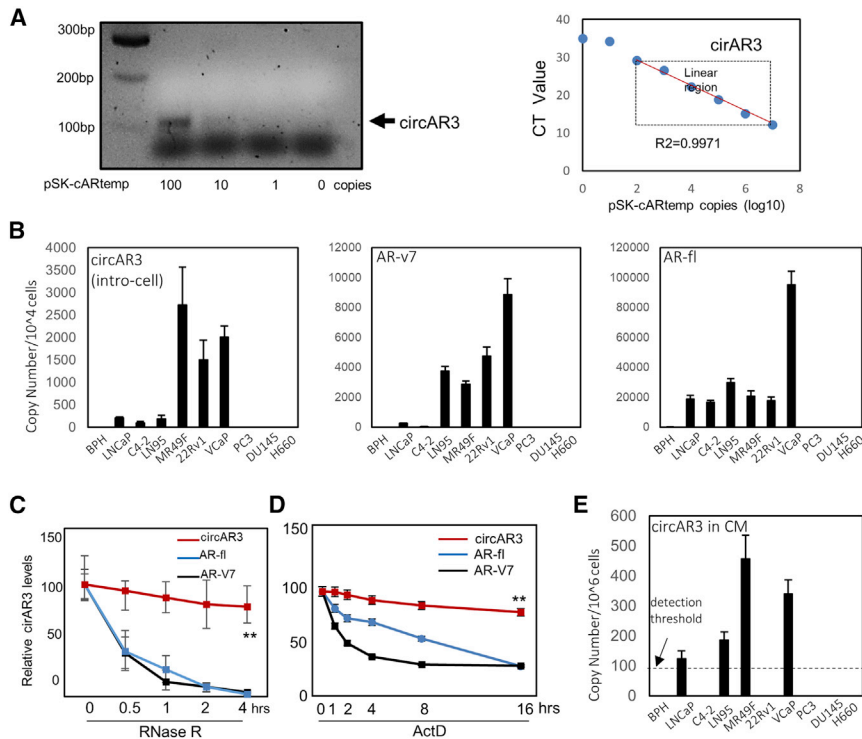 A
300bp
200bp
100bp
circAR3
pSK-cARtemp 100 10 1 0 copies
cirAR3
CT Value
40
30
20
10
0
Linear
region
R2=0.9971
0 2 4 6 8
pSK-cARtemp copies (log10)
B
Copy Number/10^4 cells
circAR3
(intro-cell)
4000
3500
3000
2500
2000
1500
1000
500
0
BPH LNCaP C4-2 LN95 MR49F 22Rv1 VCaP PC3 DU145 H660
AR-v7
12000
10000
8000
6000
4000
2000
0
BPH LNCaP C4-2 LN95 MR49F 22Rv1 VCaP PC3 DU145 H660
AR-fl
120000
100000
80000
60000
40000
20000
0
BPH LNCaP C4-2 LN95 MR49F 22Rv1 VCaP PC3 DU145 H660
C
Relative cirAR3 levels
150
100
50
0
circAR3
AR-fl
AR-V7
**
0 0.5 1 2 4 hrs
RNase R
D
150
100
50
0
circAR3
AR-fl
AR-V7
**
0 1 2 4 8 16 hrs
ActD
E
Copy Number/10^6 cells
circAR3 in CM
600
500
400
300
200
100
0
detection
threshold
BPH LNCaP C4-2 LN95 MR49F 22Rv1 VCaP PC3 DU145 H660